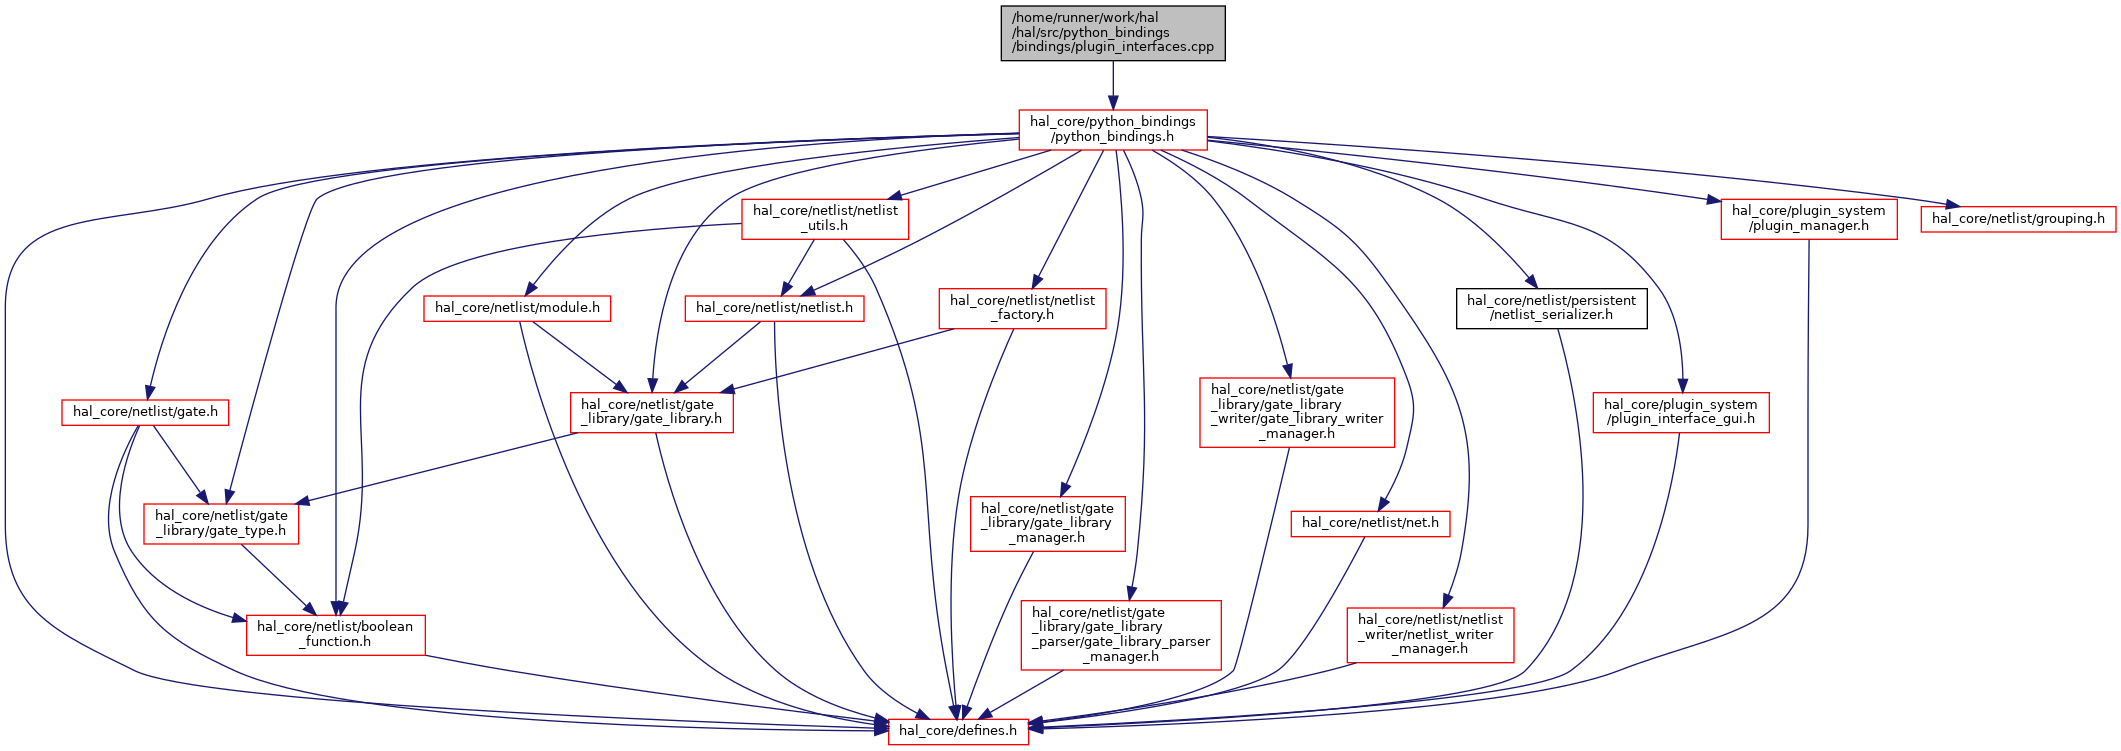 /home/runner/work/hal
/hal/src/python_bindings
/bindings/plugin_interfaces.cpp
hal_core/python_bindings
/python_bindings.h
hal_core/netlist/netlist
_utils.h
hal_core/plugin_system
/plugin_manager.h
hal_core/netlist/grouping.h
hal_core/netlist/module.h
hal_core/netlist/netlist.h
hal_core/netlist/netlist
_factory.h
hal_core/netlist/persistent
/netlist_serializer.h
hal_core/netlist/gate.h
hal_core/netlist/gate
_library/gate_library.h
hal_core/netlist/gate
_library/gate_library
_writer/gate_library_writer
_manager.h
hal_core/plugin_system
/plugin_interface_gui.h
hal_core/netlist/gate
_library/gate_type.h
hal_core/netlist/gate
_library/gate_library
_manager.h
hal_core/netlist/net.h
hal_core/netlist/boolean
_function.h
hal_core/netlist/gate
_library/gate_library
_parser/gate_library_parser
_manager.h
hal_core/netlist/netlist
_writer/netlist_writer
_manager.h
hal_core/defines.h